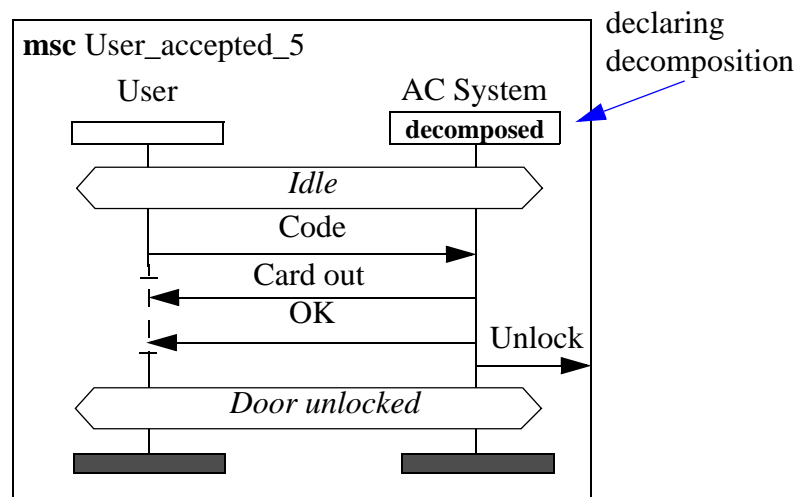 declaring
decomposition
msc User_accepted_5
User
AC System
decomposed
Idle
Code
Card out
OK
Unlock
Door unlocked